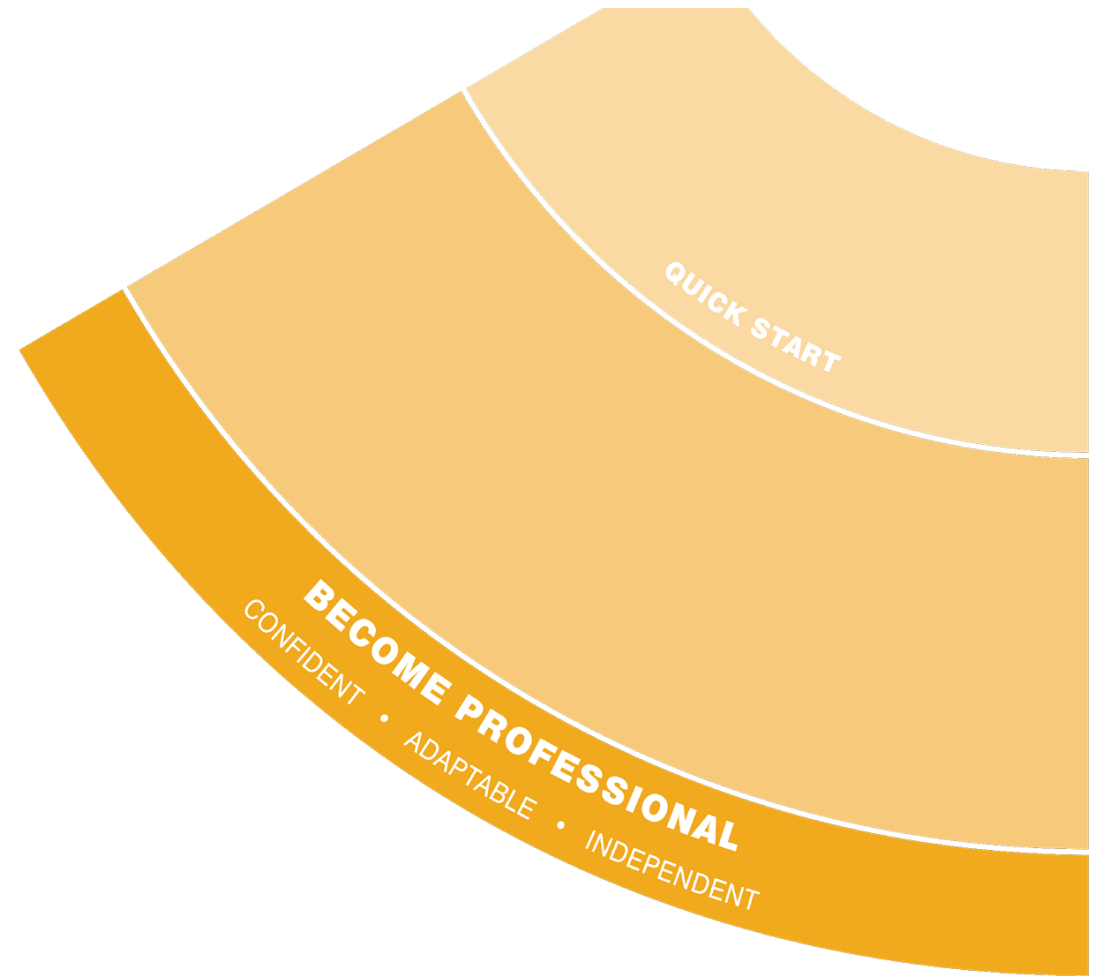 QUICK START
BECOME PROFESSIONAL
CONFIDENT • ADAPTABLE • INDEPENDENT